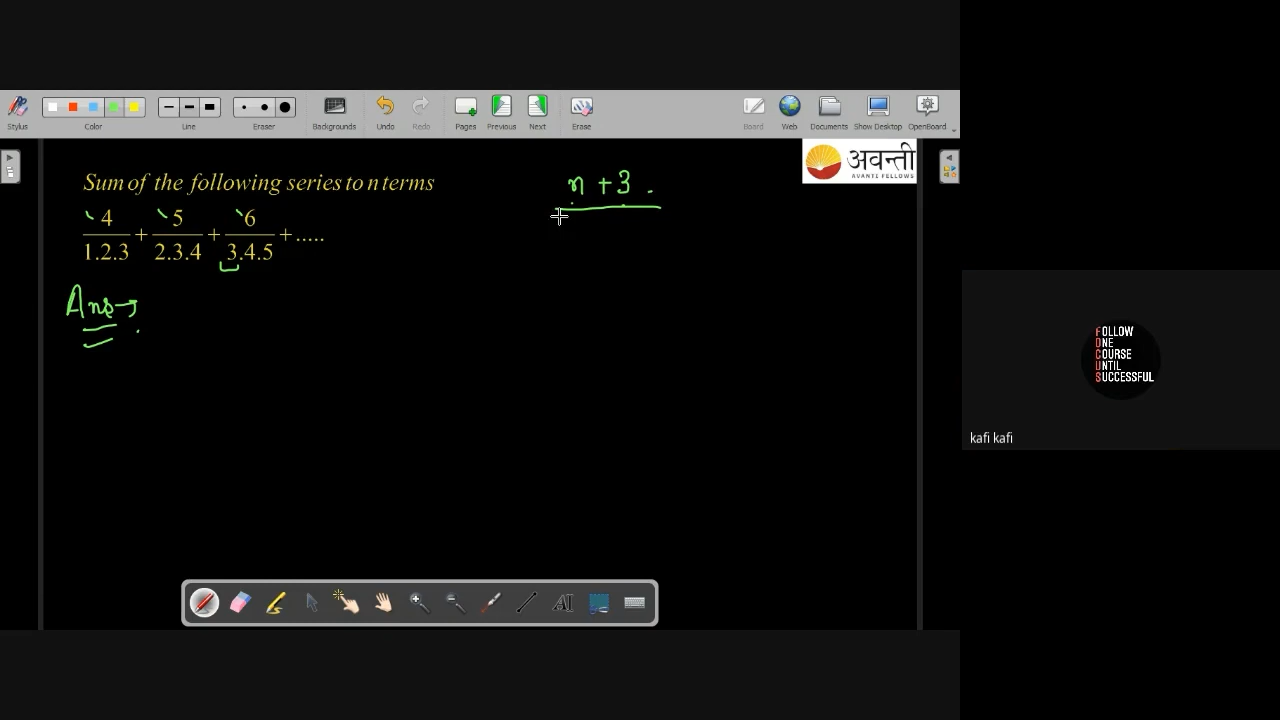 Stylus Color Line Eraser Backgrounds Undo Redo Pages Previous Next Erase Board Web Documents Show Desktop OpenBoard
अवन्ती
AVANTI FELLOWS
Sum of the following series to n terms
4/1.2.3 + 5/2.3.4 + 6/3.4.5 + .....
n + 3 .
Ans →
AI
FOLLOW
ONE
COURSE
UNTIL
SUCCESSFUL
kafi kafi